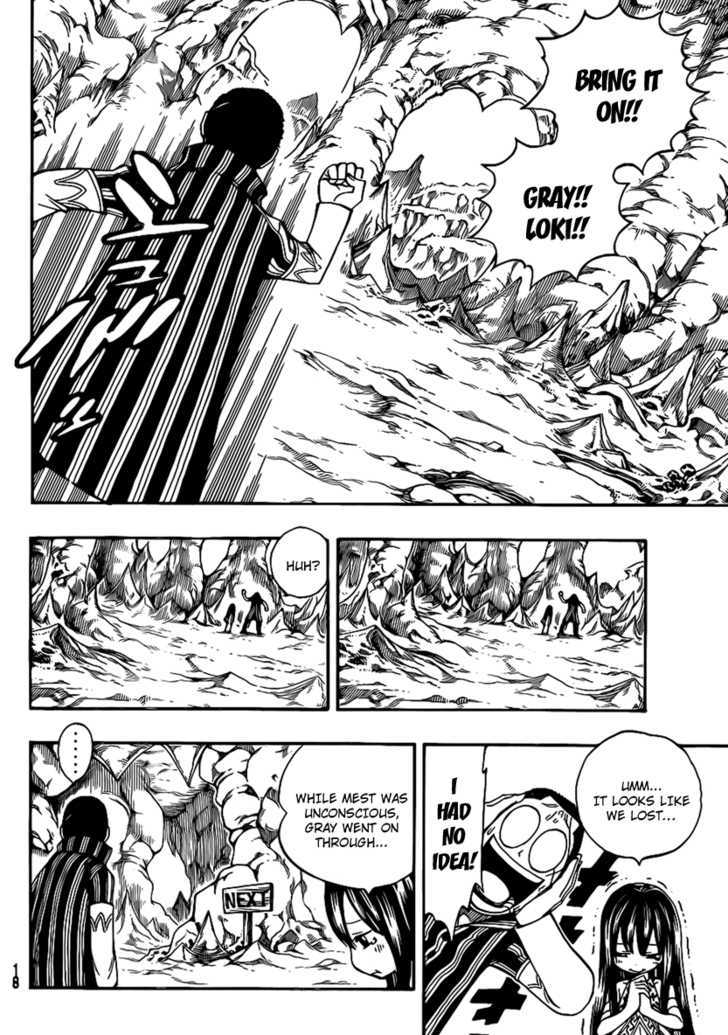 BRING IT
ON!!
GRAY!!
LOKI!!
HUH?
UMM...
IT LOOKS LIKE
WE LOST...
I
HAD
NO
IDEA!
WHILE MEST WAS
UNCONSCIOUS,
GRAY WENT ON
THROUGH...
NEXT
18